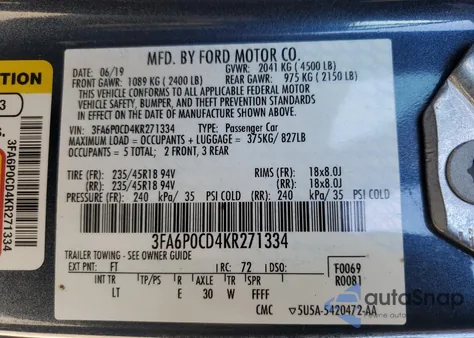 MFD. BY FORD MOTOR CO.
DATE: 06/19 GVWR: 2041 KG ( 4500 LB)
FRONT GAWR: 1089 KG ( 2400 LB) REAR GAWR: 975 KG ( 2150 LB)
THIS VEHICLE CONFORMS TO ALL APPLICABLE FEDERAL MOTOR
VEHICLE SAFETY, BUMPER, AND THEFT PREVENTION STANDARDS
IN EFFECT ON THE DATE OF MANUFACTURE SHOWN ABOVE.
VIN: 3FA6P0CD4KR271334 TYPE: Passenger Car
MAXIMUM LOAD = OCCUPANTS + LUGGAGE = 375KG/ 827LB
OCCUPANTS = 5 TOTAL: 2 FRONT, 3 REAR
TIRE (FR): 235/45R18 94V RIMS (FR): 18x8.0J
(RR): 235/45R18 94V (RR): 18x8.0J
PRESSURE (FR): 240 kPa/ 35 PSI COLD (RR): 240 kPa/ 35 PSI COLD
3FA6P0CD4KR271334
TRAILER TOWING - SEE OWNER GUIDE
EXT PNT: FT RC: 72 DSO: F0069
R0081
INT TR TP/PS R AXLE TR SPR
LT E 30 W FFFF
CMC ▽5U5A-5420472-AA
TION
3
3FA6P0CD4KR271334
autoSnap